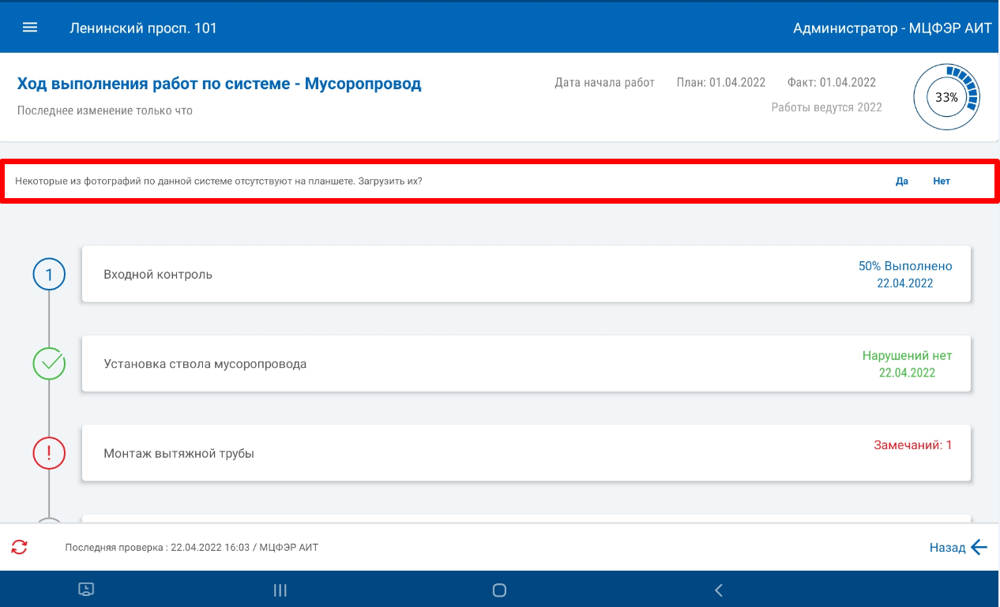 Ленинский просп. 101
Администратор - МЦФЭР АИТ
Ход выполнения работ по системе - Мусоропровод
Дата начала работ План: 01.04.2022 Факт: 01.04.2022
33%
Последнее изменение только что
Работы ведутся 2022
Некоторые из фотографий по данной системе отсутствуют на планшете. Загрузить их?
Да Нет
1
Входной контроль
50% Выполнено
22.04.2022
Установка ствола мусоропровода
Нарушений нет
22.04.2022
!
Монтаж вытяжной трубы
Замечаний: 1
Последняя проверка : 22.04.2022 16:03 / МЦФЭР АИТ
Назад